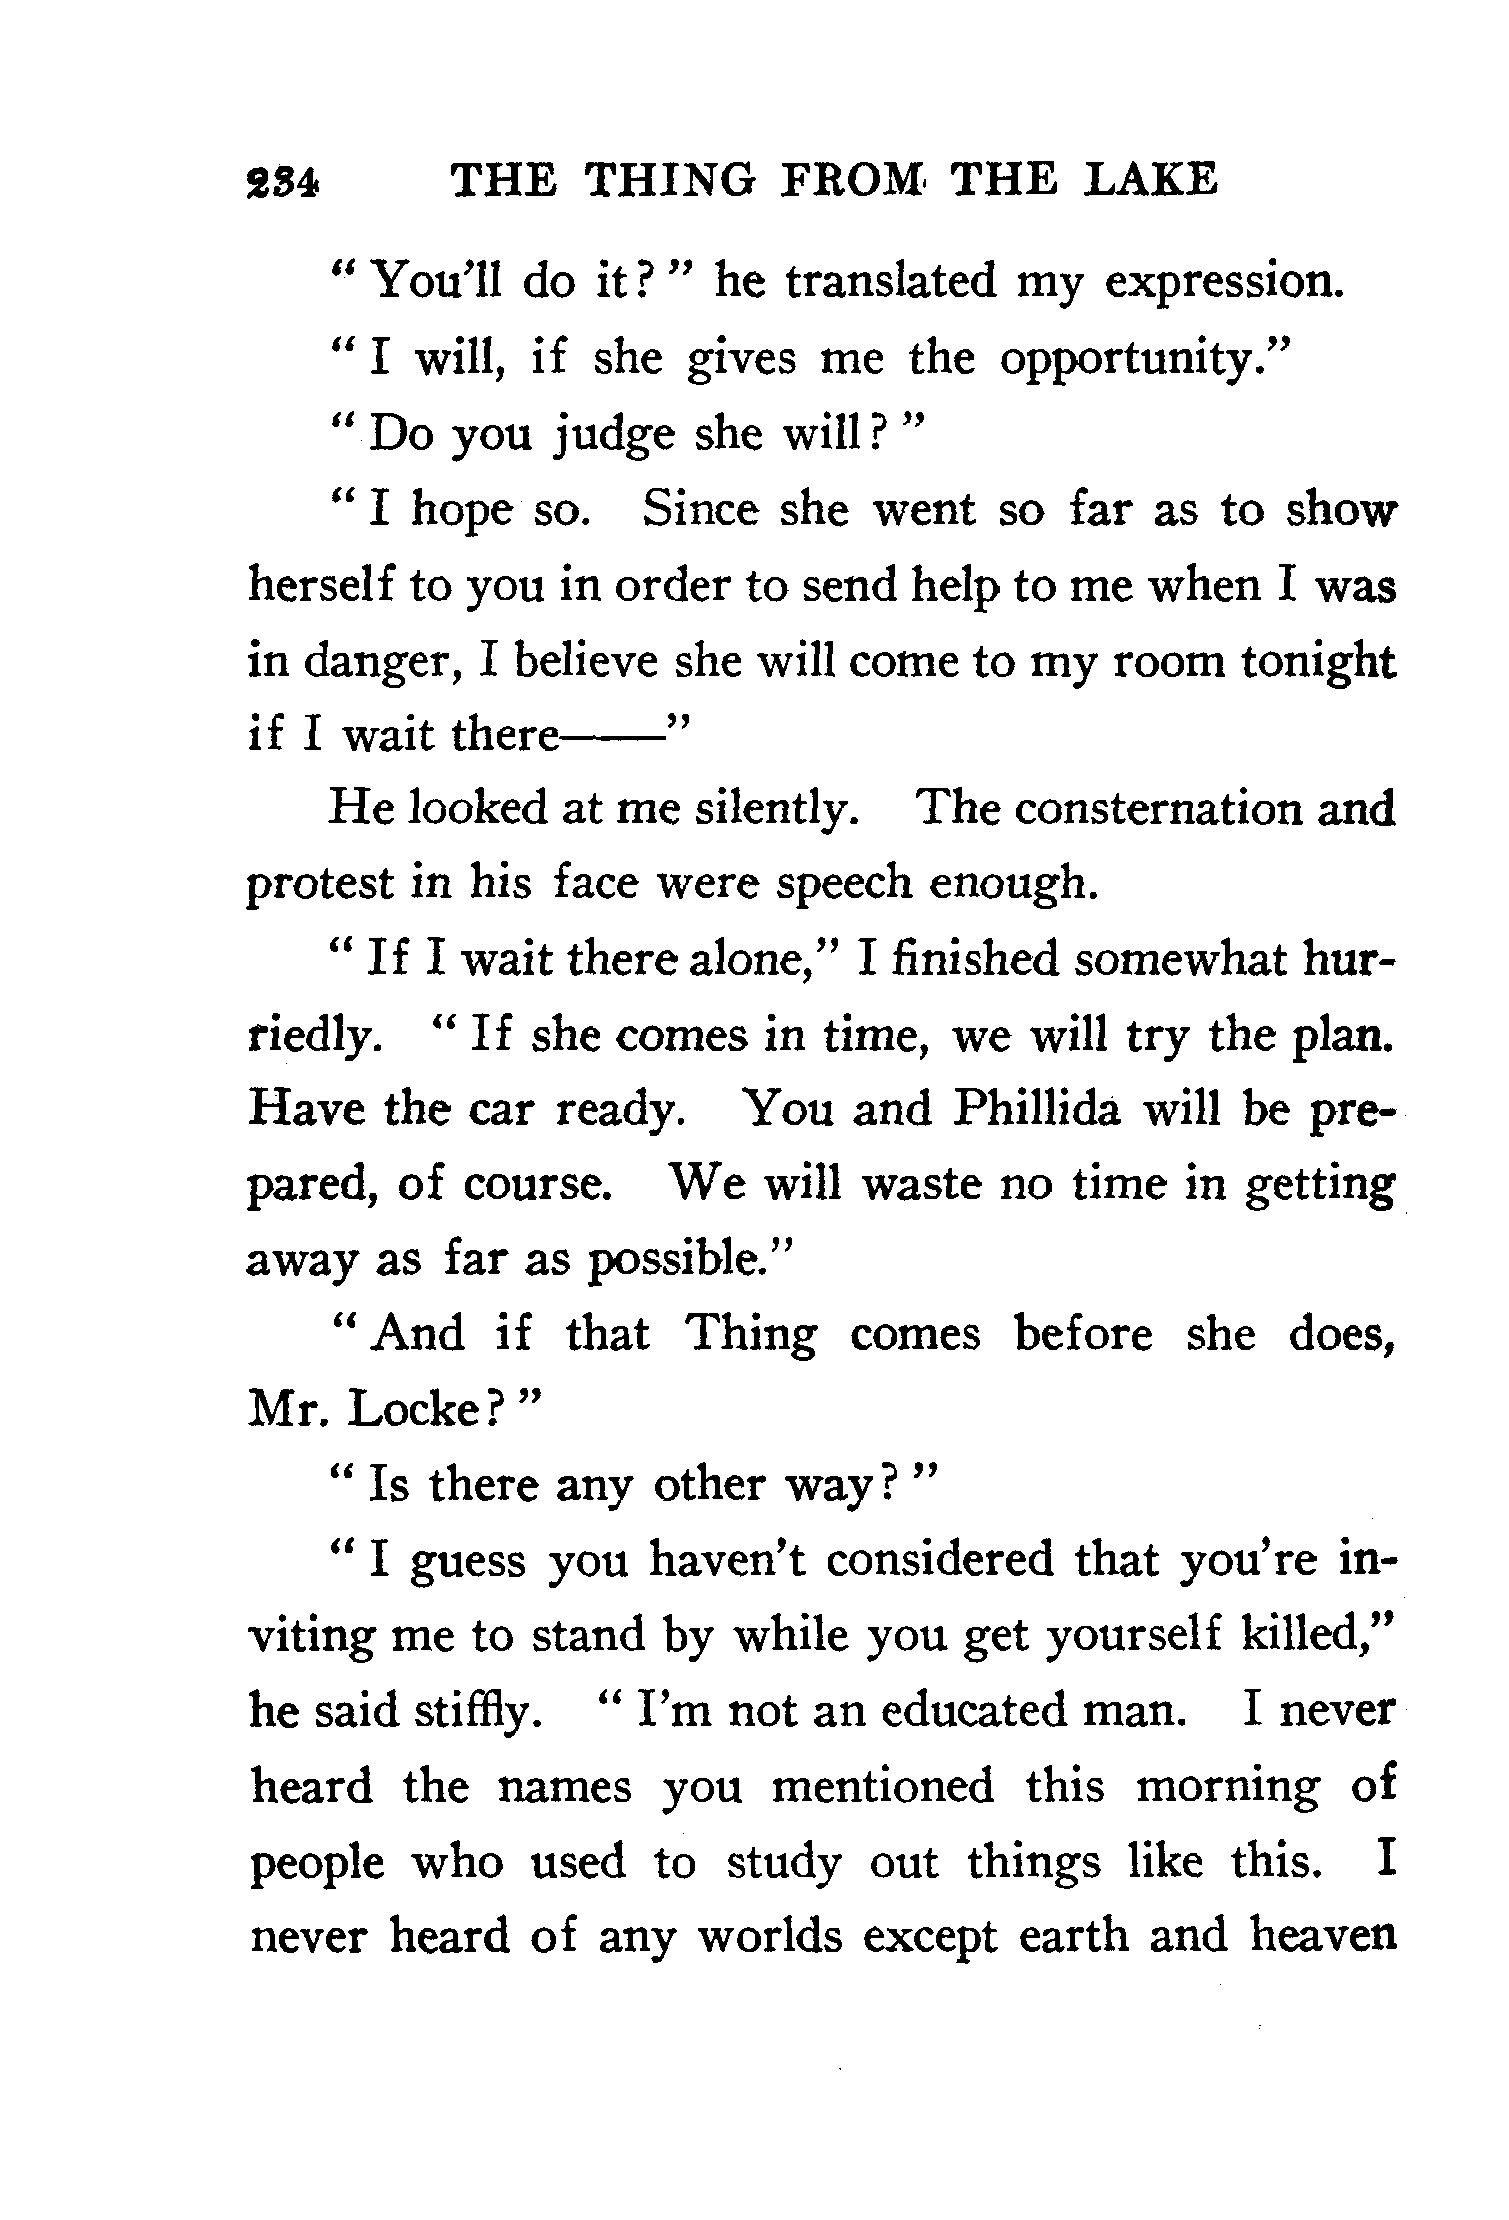 234 THE THING FROM THE LAKE
“ You’ll do it? ” he translated my expression.
“ I will, if she gives me the opportunity.”
“ Do you judge she will? ”
“ I hope so. Since she went so far as to show
herself to you in order to send help to me when I was
in danger, I believe she will come to my room tonight
if I wait there——”
He looked at me silently. The consternation and
protest in his face were speech enough.
“ If I wait there alone,” I finished somewhat hur-
riedly. “ If she comes in time, we will try the plan.
Have the car ready. You and Phillida will be pre-
pared, of course. We will waste no time in getting
away as far as possible.”
“ And if that Thing comes before she does,
Mr. Locke? ”
“ Is there any other way? ”
“ I guess you haven’t considered that you’re in-
viting me to stand by while you get yourself killed,”
he said stiffly. “ I’m not an educated man. I never
heard the names you mentioned this morning of
people who used to study out things like this. I
never heard of any worlds except earth and heaven